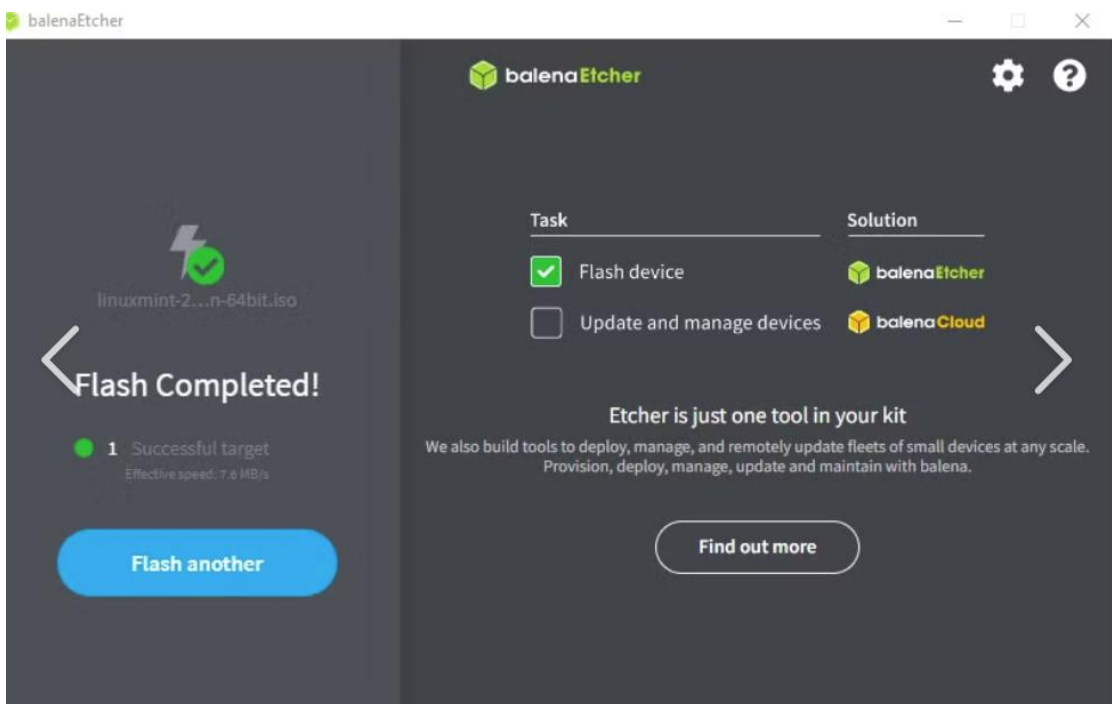 balenaEtcher
balenaEtcher
Task Solution
Flash device balenaEtcher
Update and manage devices balenaCloud
linuxmint-2...n-64bit.iso
Flash Completed!
1 Successful target
Effective speed: 7.6 MB/s
Flash another
Etcher is just one tool in your kit
We also build tools to deploy, manage, and remotely update fleets of small devices at any scale.
Provision, deploy, manage, update and maintain with balena.
Find out more